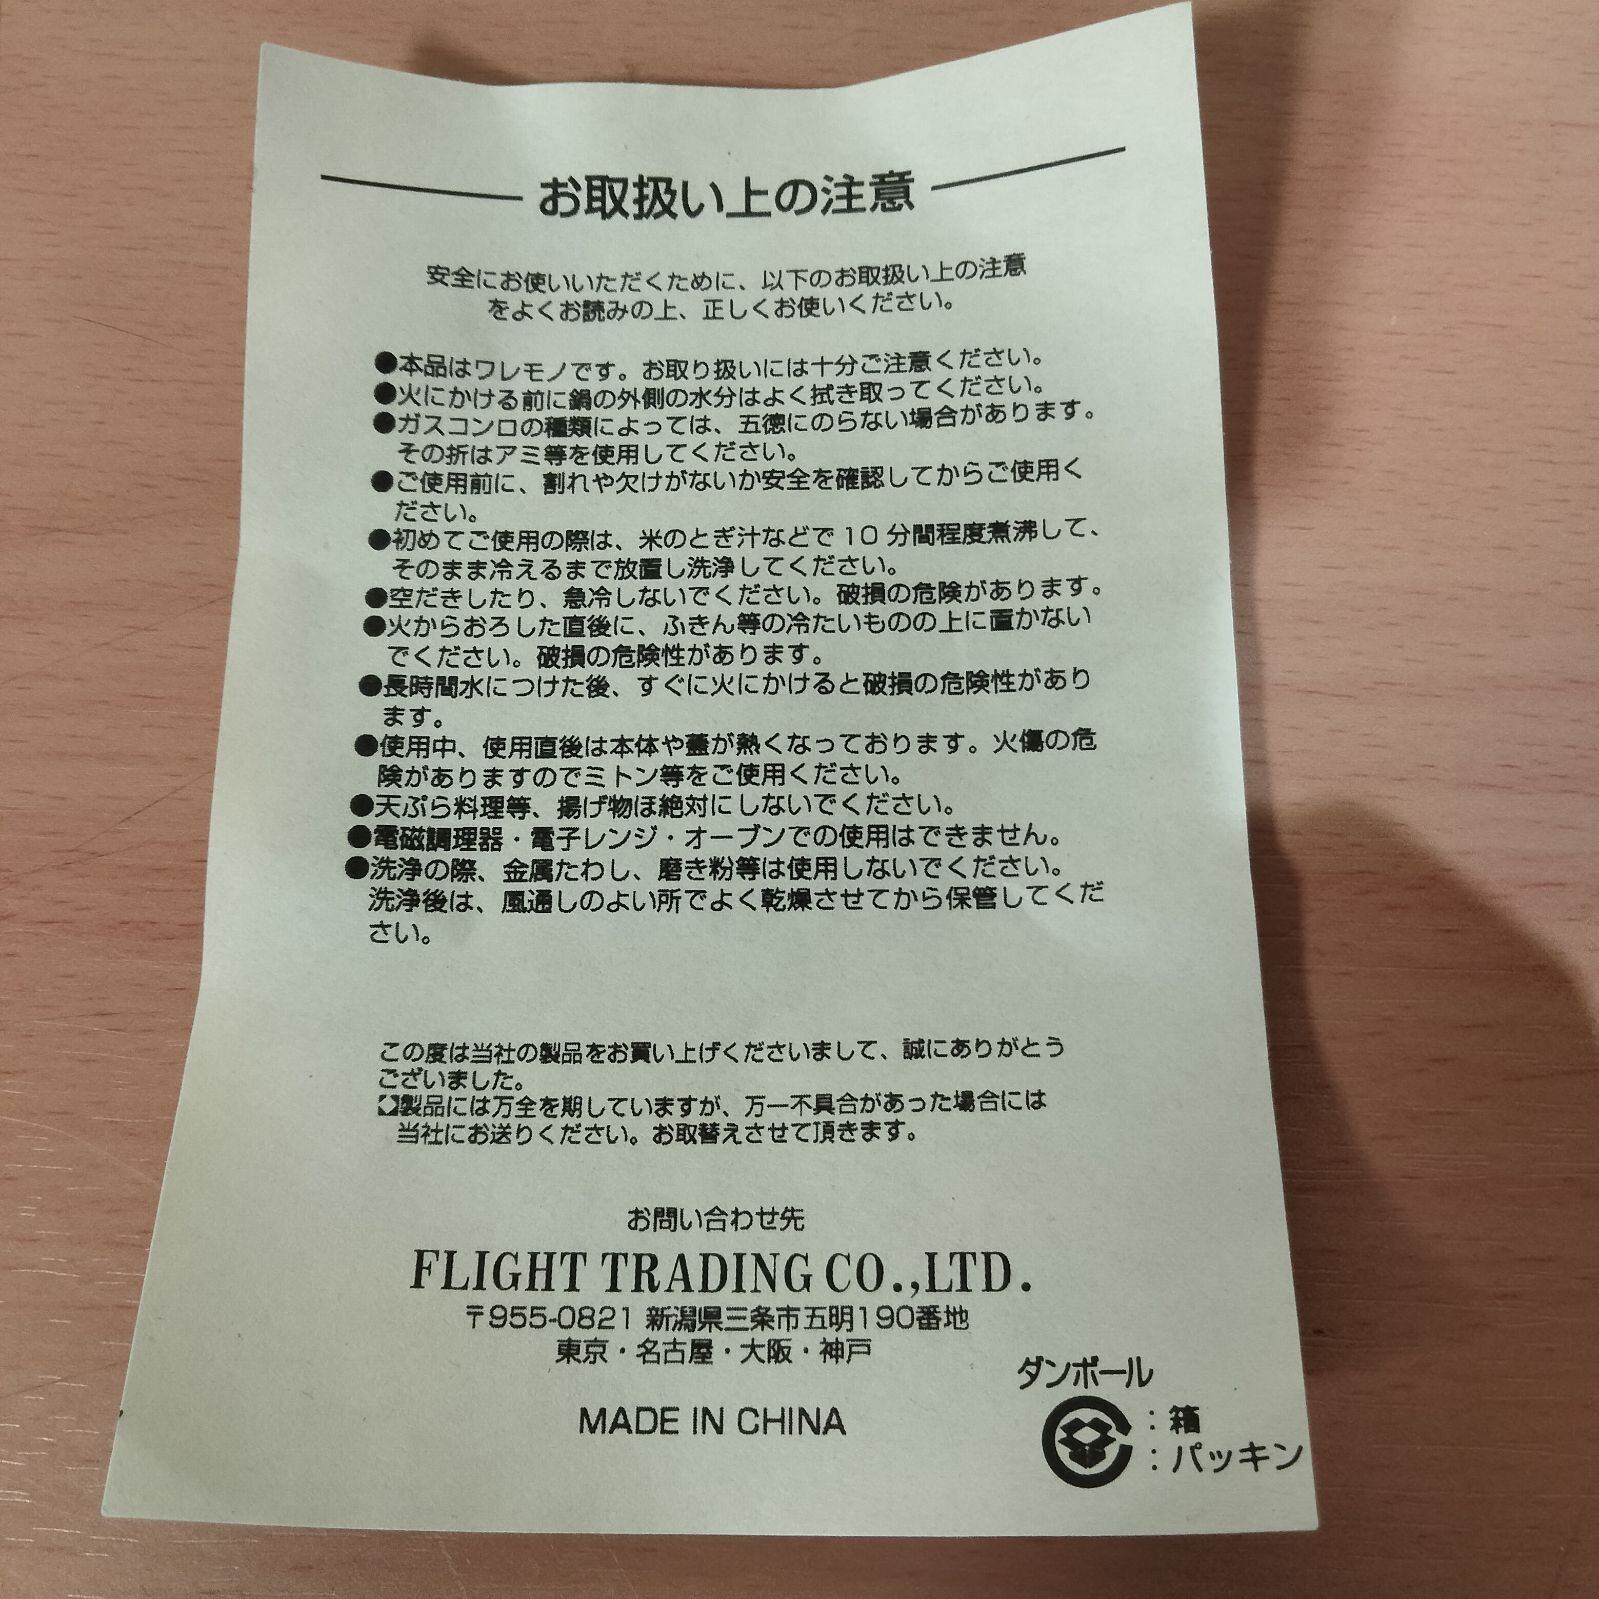 お取扱い上の注意
安全にお使いいただくために、以下のお取扱い上の注意
をよくお読みの上、正しくお使いください。
●本品はワレモノです。お取り扱いには十分ご注意ください。
●火にかける前に鍋の外側の水分はよく拭き取ってください。
●ガスコンロの種類によっては、五徳にのらない場合があります。
その折はアミ等を使用してください。
●ご使用前に、割れや欠けがないか安全を確認してからご使用く
ださい。
●初めてご使用の際は、米のとぎ汁などで10分間程度煮沸して、
そのまま冷えるまで放置し洗浄してください。
●空だきしたり、急冷しないでください。破損の危険があります。
●火からおろした直後に、ふきん等の冷たいものの上に置かない
でください。破損の危険性があります。
●長時間水につけた後、すぐに火にかけると破損の危険性があり
ます。
●使用中、使用直後は本体や蓋が熱くなっております。火傷の危
険がありますのでミトン等をご使用ください。
●天ぷら料理等、揚げ物ほ絶対にしないでください。
●電磁調理器・電子レンジ・オーブンでの使用はできません。
●洗浄の際、金属たわし、磨き粉等は使用しないでください。
洗浄後は、風通しのよい所でよく乾燥させてから保管してくだ
さい。
この度は当社の製品をお買い上げくださいまして、誠にありがとう
ございました。
製品には万全を期していますが、万一不具合があった場合には
当社にお送りください。お取替えさせて頂きます。
お問い合わせ先
FLIGHT TRADING CO.,LTD.
〒955-0821 新潟県三条市五明190番地
東京・名古屋・大阪・神戸
MADE IN CHINA
ダンボール
：箱
：パッキン